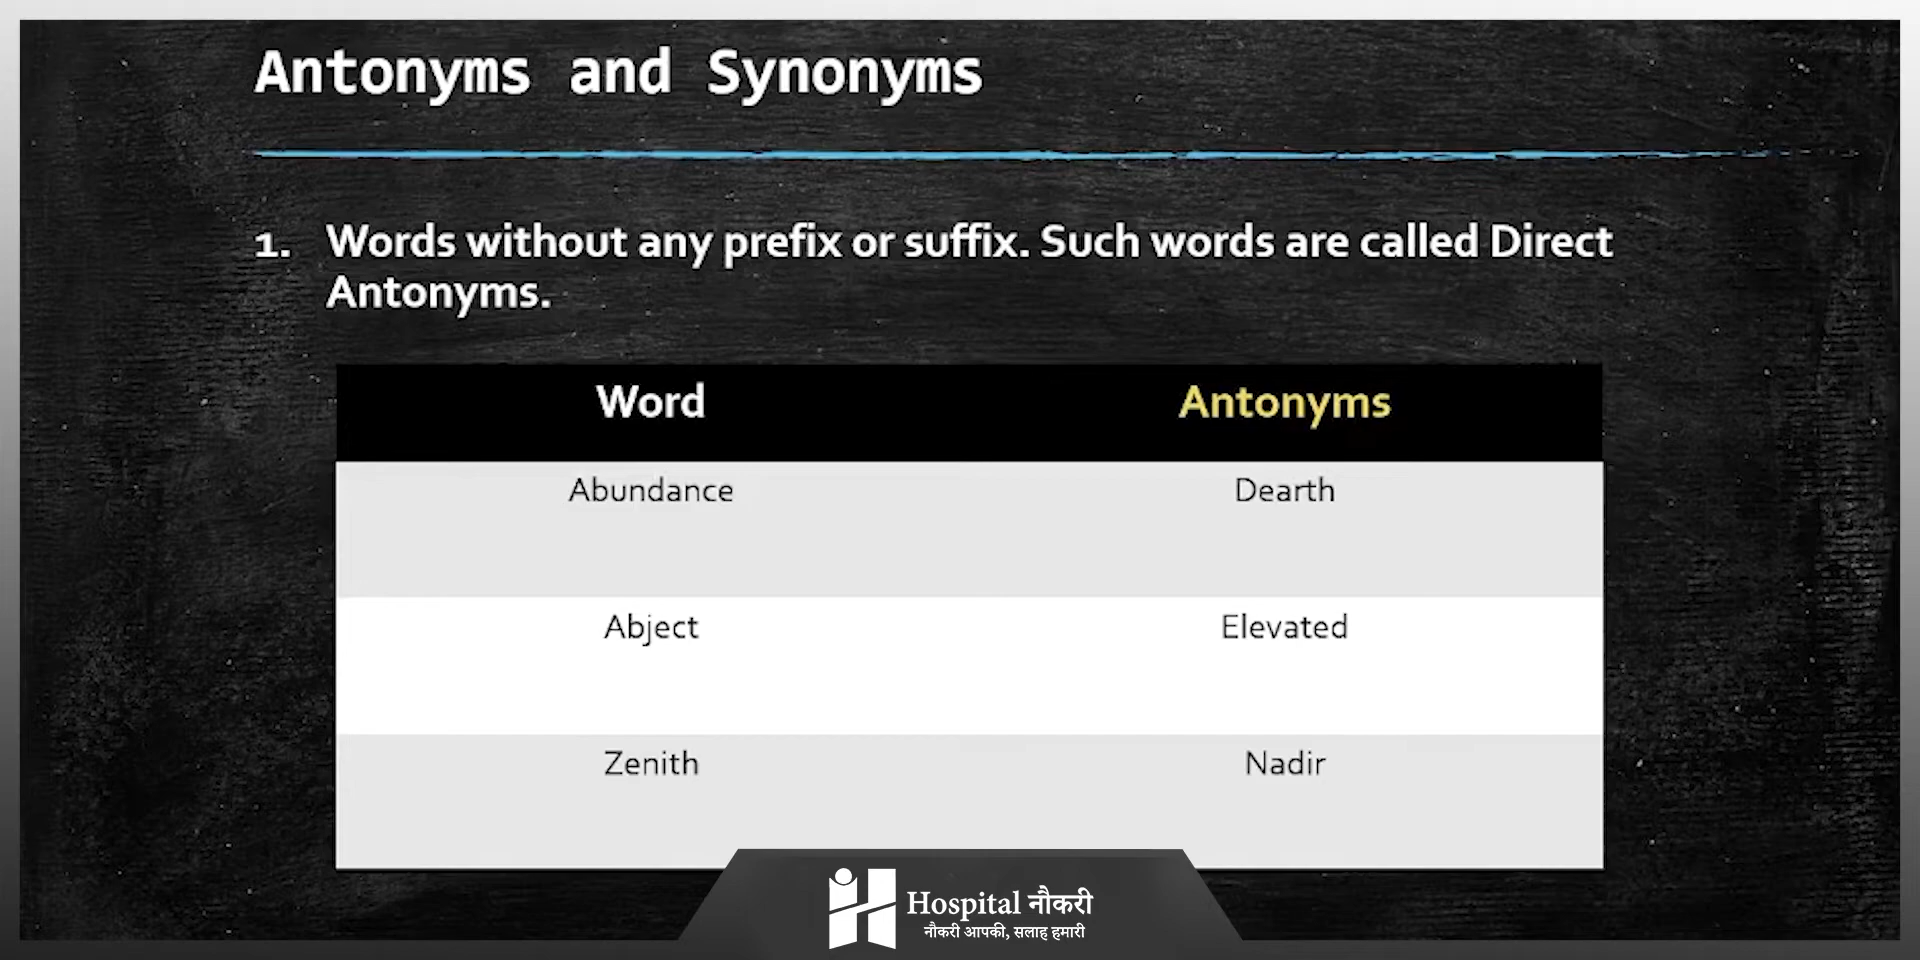 Antonyms and Synonyms
1. Words without any prefix or suffix. Such words are called Direct
Antonyms.
Word Antonyms
Abundance Dearth
Abject Elevated
Zenith Nadir
Hospital नौकरी
नौकरी आपकी, सलाह हमारी